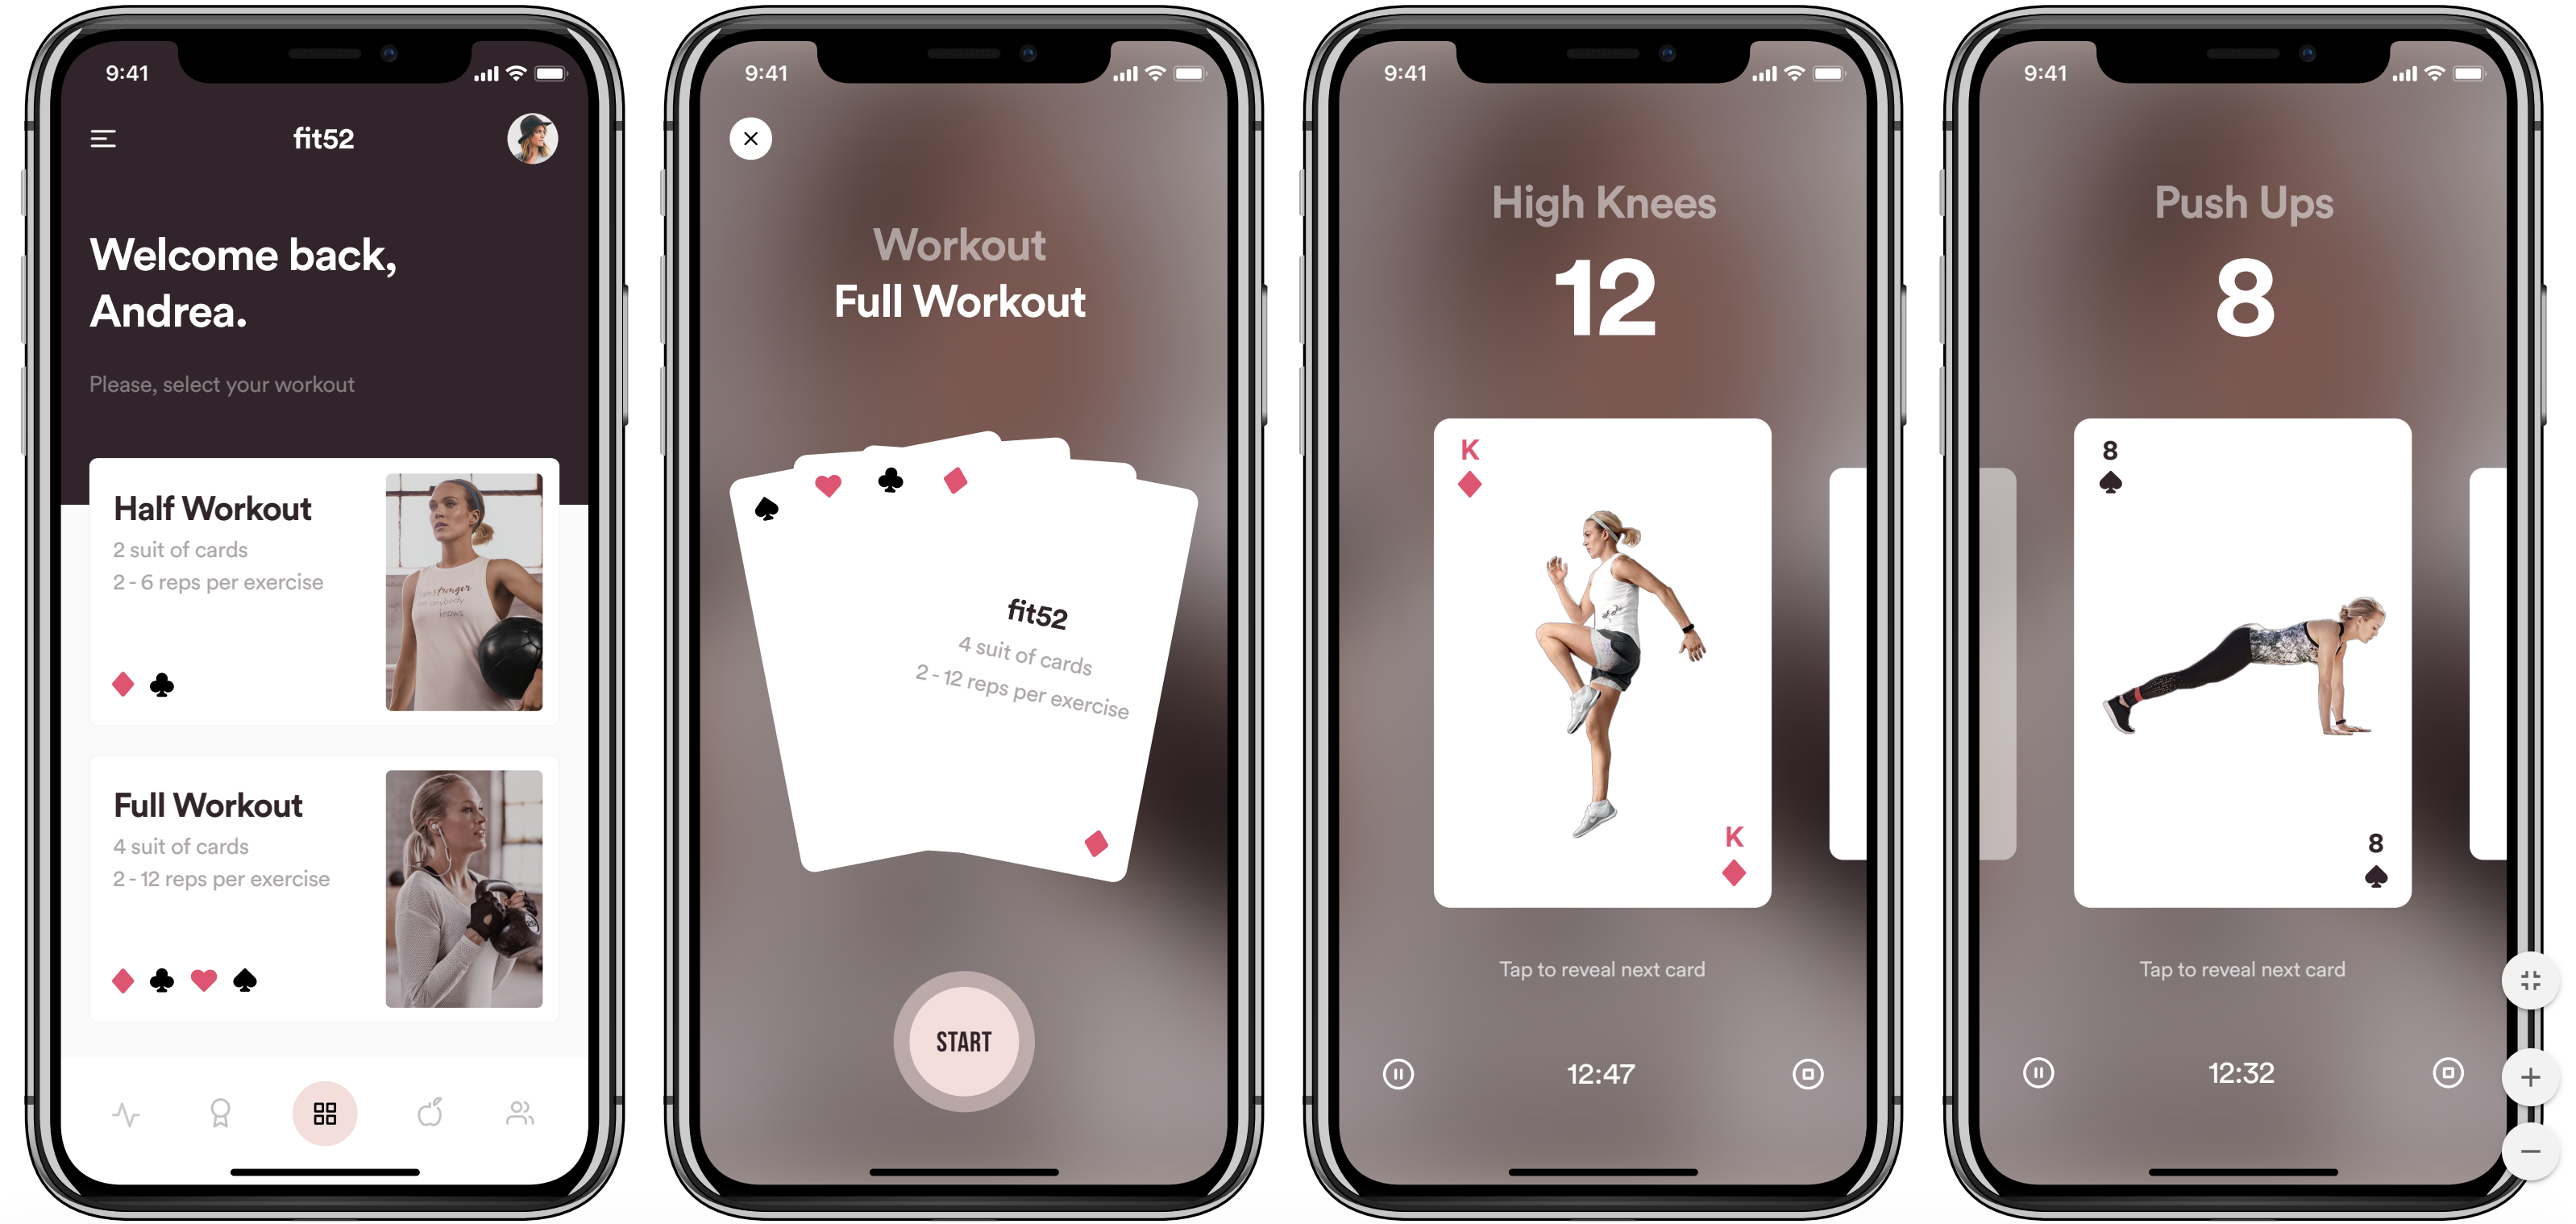 9:41
fit52
Welcome back,
Andrea.
Please, select your workout
Half Workout
2 suit of cards
2 - 6 reps per exercise
stronger
anybody
knows
Full Workout
4 suit of cards
2 - 12 reps per exercise
9:41
Workout
Full Workout
fit52
4 suit of cards
2 - 12 reps per exercise
START
9:41
High Knees
12
K
K
Tap to reveal next card
12:47
9:41
Push Ups
8
8
8
Tap to reveal next card
12:32